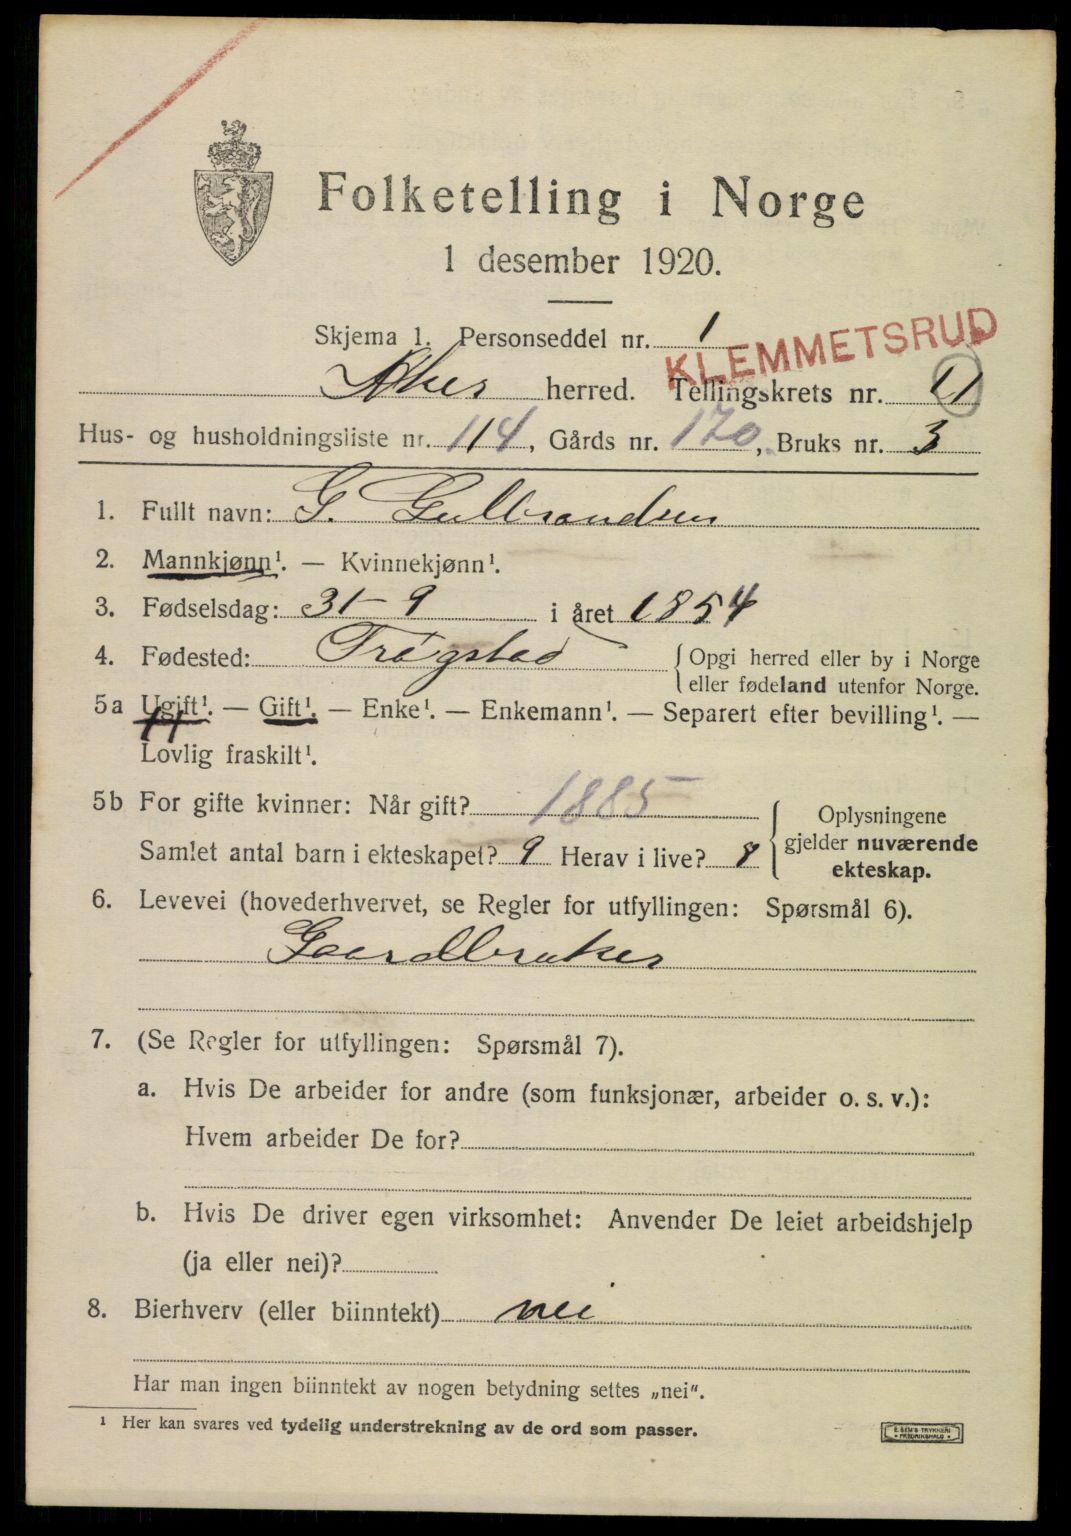 Folketelling i Norge
1 desember 1920.
Skjema 1. Personseddel nr. 1
KLEMMETSRUD
Aker herred. Tellingskrets nr. 11
Hus- og husholdningsliste nr. 114, Gårds nr. 170, Bruks nr. 3
1. Fullt navn: G. Gulbrandsen
2. Mannkjønn¹. — Kvinnekjønn¹.
3. Fødselsdag: 31 – 9 i året 1854
4. Fødested: Trøgstad { Opgi herred eller by i Norge
eller fødeland utenfor Norge.
5a Ugift¹. — Gift¹. — Enke¹. — Enkemann¹. — Separert efter bevilling¹. —
Lovlig fraskilt¹.
5b For gifte kvinner: Når gift? 1885
Samlet antal barn i ekteskapet? 9 Herav i live? 8
Oplysningene
gjelder nuværende
ekteskap.
6. Levevei (hovederhvervet, se Regler for utfyllingen: Spørsmål 6).
Gaardbruker
7. (Se Regler for utfyllingen: Spørsmål 7).
a. Hvis De arbeider for andre (som funksjonær, arbeider o. s. v.):
Hvem arbeider De for?
b. Hvis De driver egen virksomhet: Anvender De leiet arbeidshjelp
(ja eller nei)?
8. Bierhverv (eller biinntekt) nei
Har man ingen biinntekt av nogen betydning settes „nei“.
¹ Her kan svares ved tydelig understrekning av de ord som passer.
E. SEM'S TRYKKERI
FREDRIKSHALD